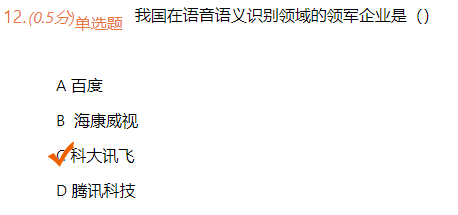 12.(0.5分)单选题 我国在语音语义识别领域的领军企业是（）
A 百度
B 海康威视
C 科大讯飞
D 腾讯科技